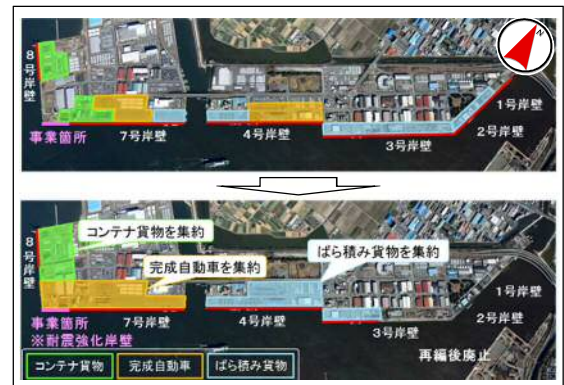 N
8号岸壁
事業箇所
7号岸壁
4号岸壁
3号岸壁
2号岸壁
1号岸壁
コンテナ貨物を集約
ばら積み貨物を集約
完成自動車を集約
8号岸壁
事業箇所
※耐震強化岸壁
7号岸壁
4号岸壁
3号岸壁
2号岸壁
1号岸壁
再編後廃止
コンテナ貨物
完成自動車
ばら積み貨物